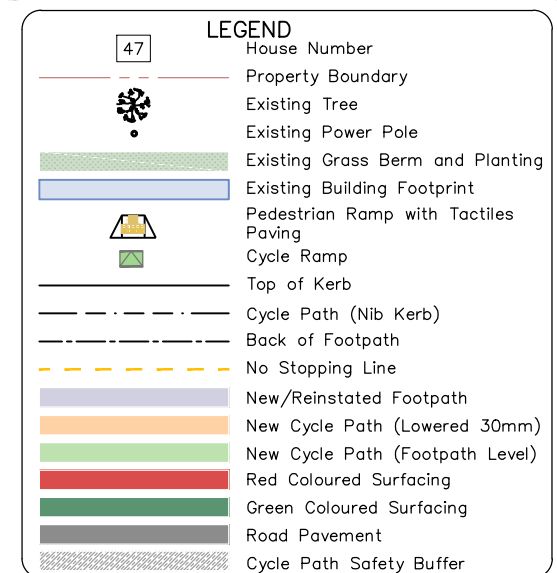 LEGEND
47 House Number
Property Boundary
Existing Tree
Existing Power Pole
Existing Grass Berm and Planting
Existing Building Footprint
Pedestrian Ramp with Tactiles
Paving
Cycle Ramp
Top of Kerb
Cycle Path (Nib Kerb)
Back of Footpath
No Stopping Line
New/Reinstated Footpath
New Cycle Path (Lowered 30mm)
New Cycle Path (Footpath Level)
Red Coloured Surfacing
Green Coloured Surfacing
Road Pavement
Cycle Path Safety Buffer